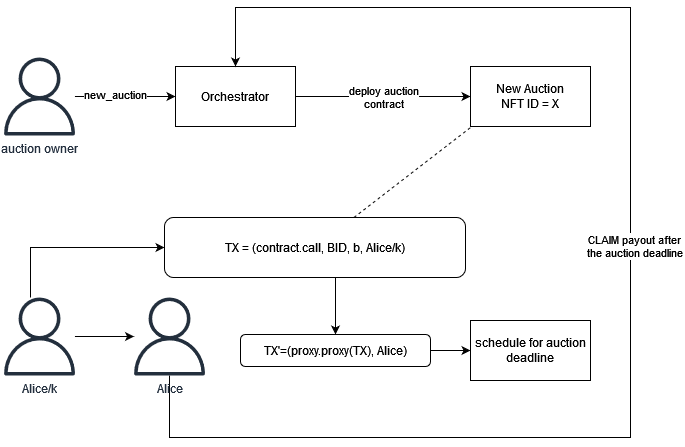 new_auction
Orchestrator
deploy auction
contract
New Auction
NFT ID = X
auction owner
TX = (contract.call, BID, b, Alice/k)
CLAIM payout after
the auction deadline
TX'=(proxy.proxy(TX), Alice)
schedule for auction
deadline
Alice/k
Alice